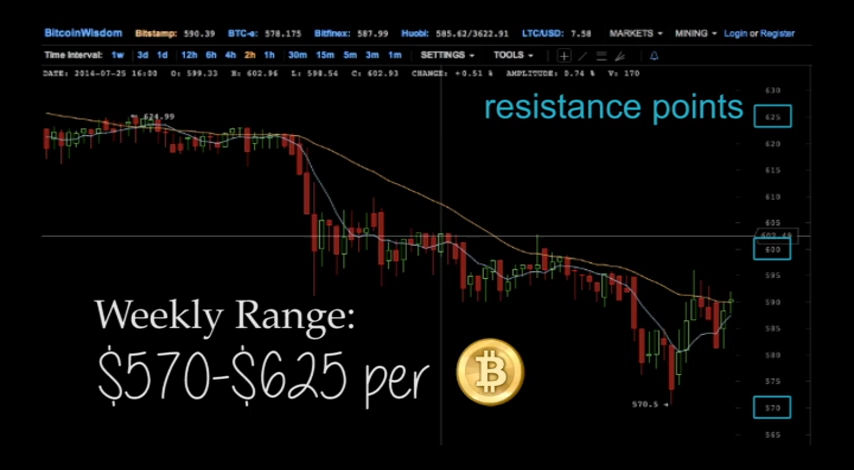 BitcoinWisdom Bitstamp: 590.39 BTC-e: 578.175 Bitfinex: 587.99 Huobi: 585.62/3622.91 LTC/USD: 7.58 MARKETS MINING Login or Register
Time Interval: 1w 3d 1d 12h 6h 4h 2h 1h 30m 15m 5m 3m 1m SETTINGS TOOLS
DATE: 2014-07-25 16:00 O: 599.33 H: 602.96 L: 598.54 C: 602.93 CHANGE: +0.51 % AMPLITUDE: 0.74 % V: 170
resistance points
624.99
630
625
620
615
610
605
602.48
600
595
590
585
580
575
570
565
Weekly Range:
$570-$625 per
570.5